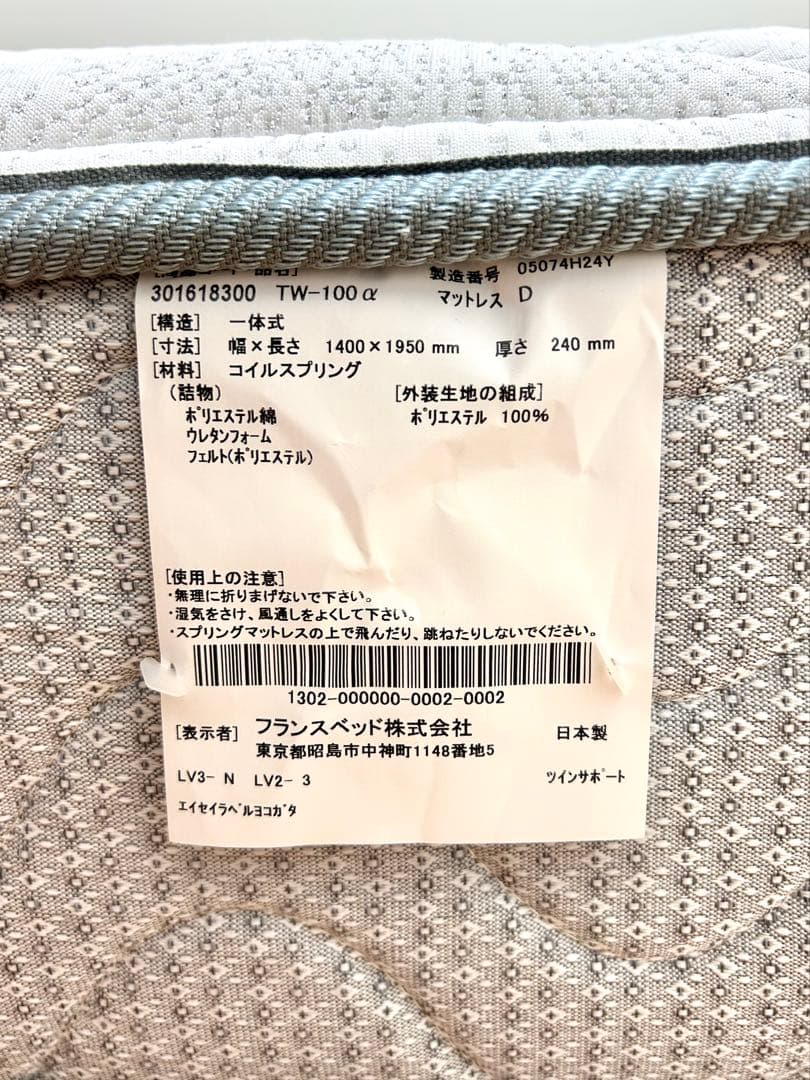 製造番号 05074H24Y
301618300 TW-100α マットレス D
[構造] 一体式
[寸法] 幅×長さ 1400×1950 mm 厚さ 240 mm
[材料] コイルスプリング
(詰物) [外装生地の組成]
ポリエステル綿 ポリエステル 100%
ウレタンフォーム
フェルト(ポリエステル)
[使用上の注意]
・無理に折りまげないで下さい。
・湿気をさけ、風通しをよくして下さい。
・スプリングマットレスの上で飛んだり、跳ねたりしないでください。
1302-000000-0002-0002
[表示者] フランスベッド株式会社 日本製
東京都昭島市中神町1148番地5
LV3- N LV2- 3 ツインサポート
エイセイラベルヨコガタ